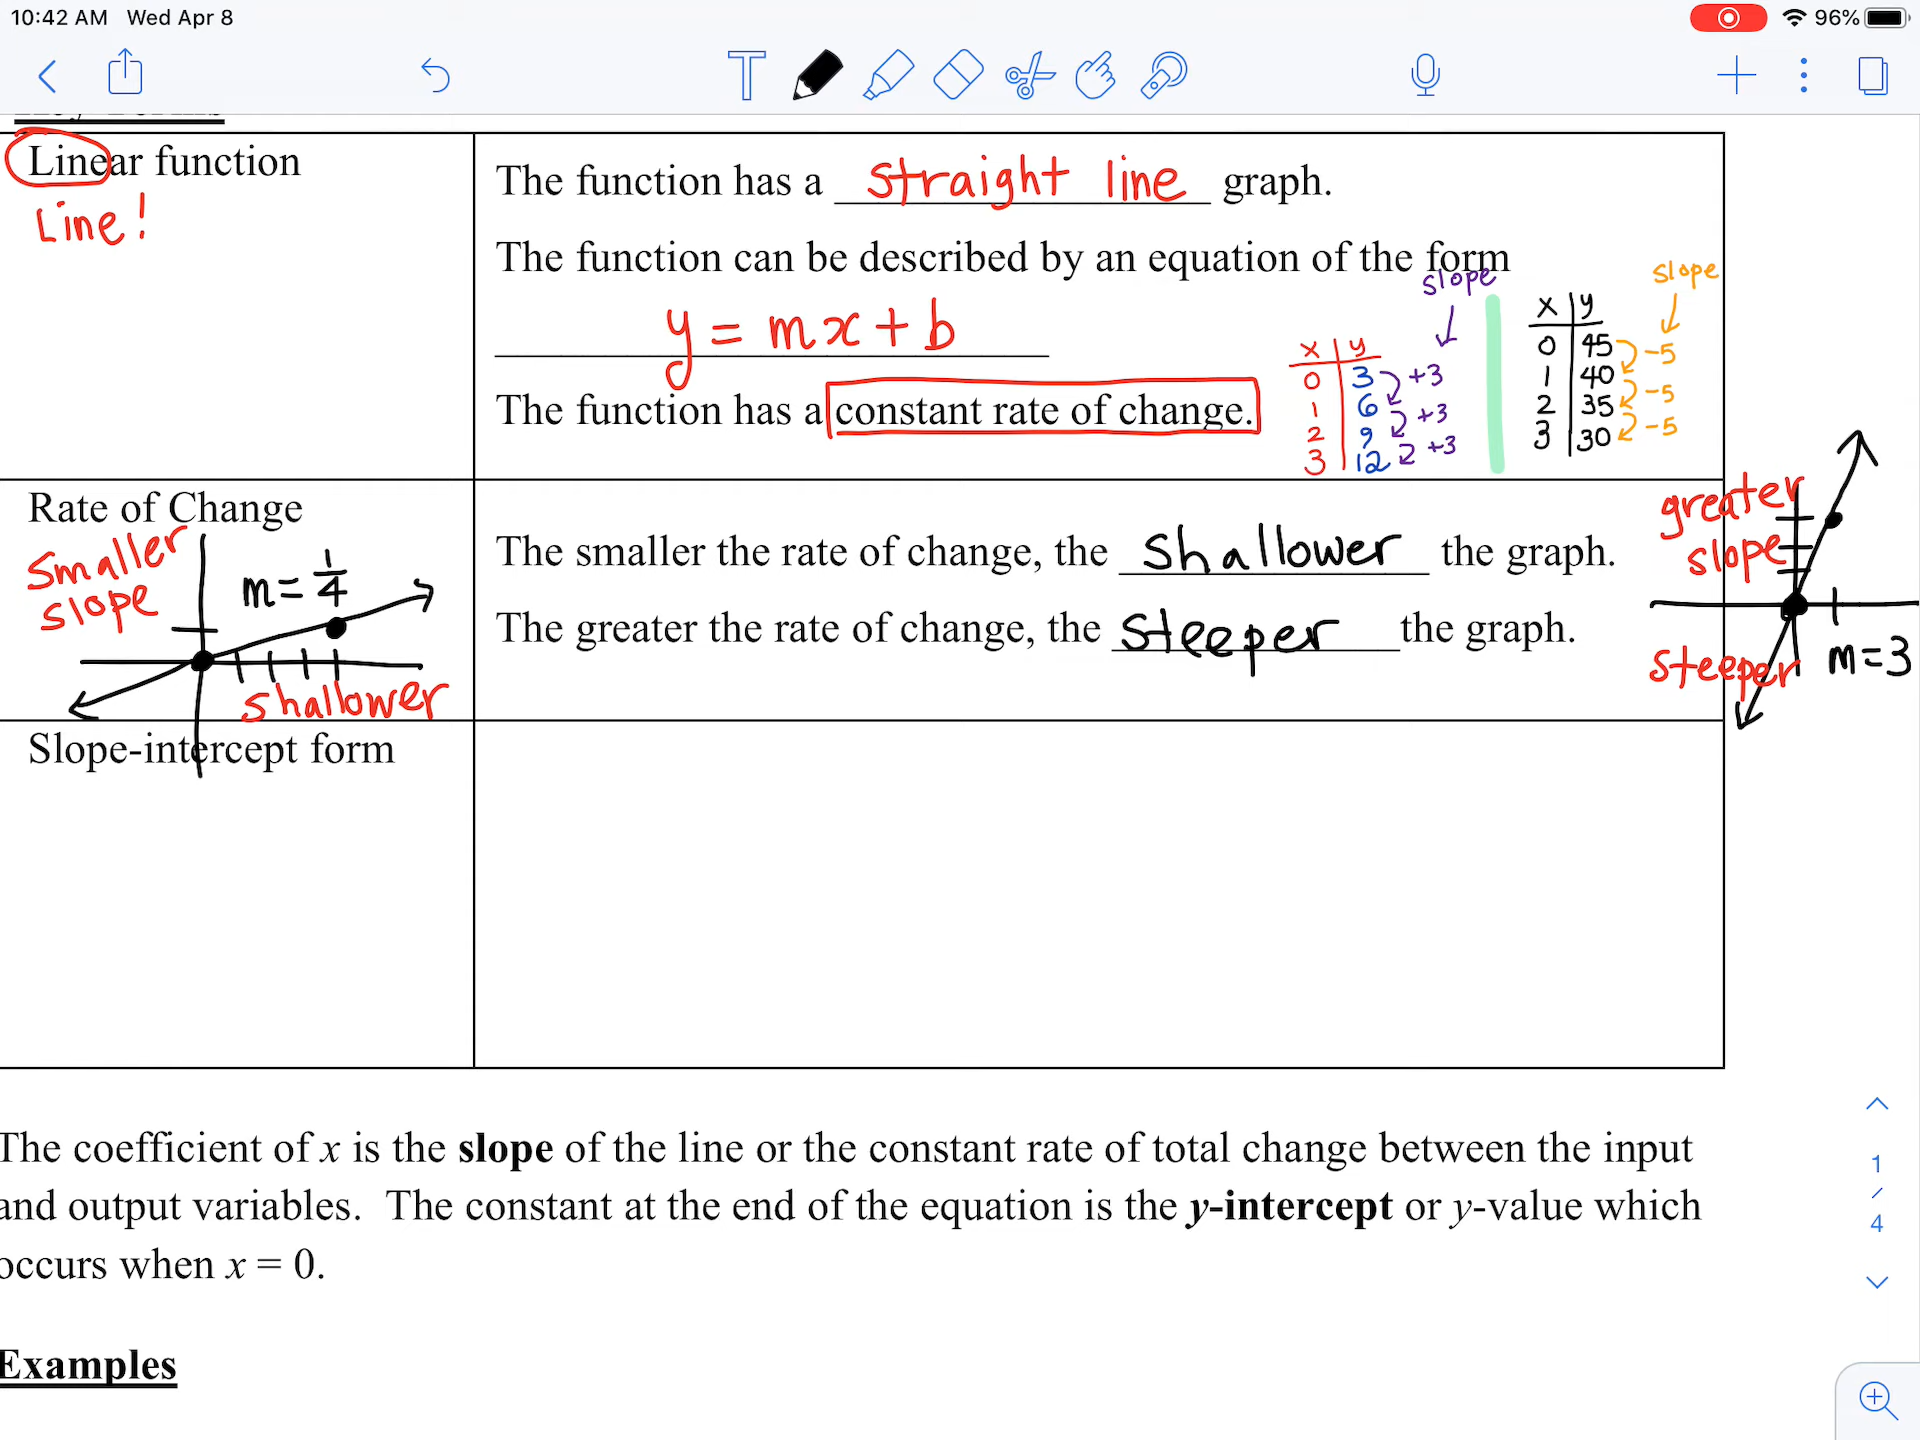 10:42 AM Wed Apr 8
96%
T
Linear function
Line!
The function has a straight line graph.
The function can be described by an equation of the form
y = mx + b
The function has a constant rate of change.
slope
x y
0 3 +3
1 6 +3
2 9 +3
3 12
slope
x y
0 45 -5
1 40 -5
2 35 -5
3 30
Rate of Change
smaller
slope
m = 1/4
shallower
The smaller the rate of change, the shallower the graph.
The greater the rate of change, the steeper the graph.
greater
slope
steeper
m=3
Slope-intercept form
The coefficient of x is the slope of the line or the constant rate of total change between the input
and output variables. The constant at the end of the equation is the y-intercept or y-value which
occurs when x = 0.
1
/
4
Examples